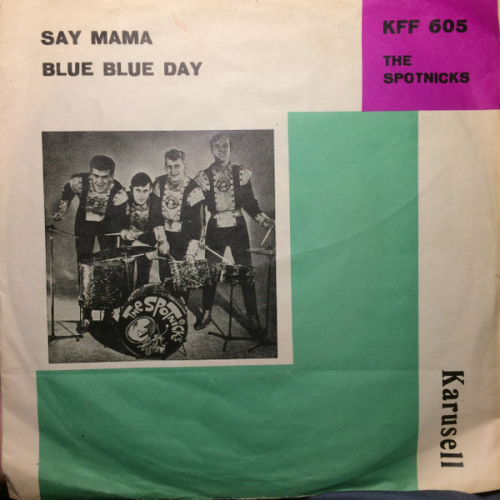 SAY MAMA
BLUE BLUE DAY
KFF 605
THE
SPOTNICKS
THE SPOTNICKS
Karusell